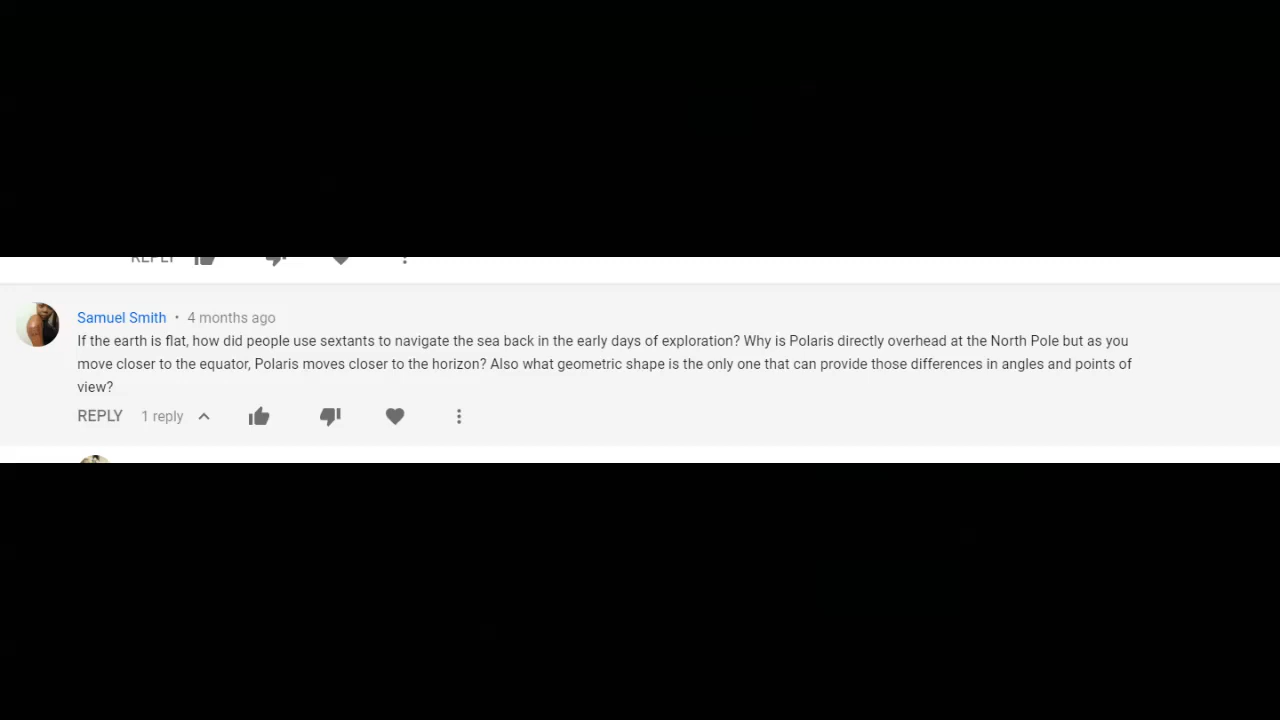 REPLY
Samuel Smith • 4 months ago
If the earth is flat, how did people use sextants to navigate the sea back in the early days of exploration? Why is Polaris directly overhead at the North Pole but as you
move closer to the equator, Polaris moves closer to the horizon? Also what geometric shape is the only one that can provide those differences in angles and points of
view?
REPLY 1 reply